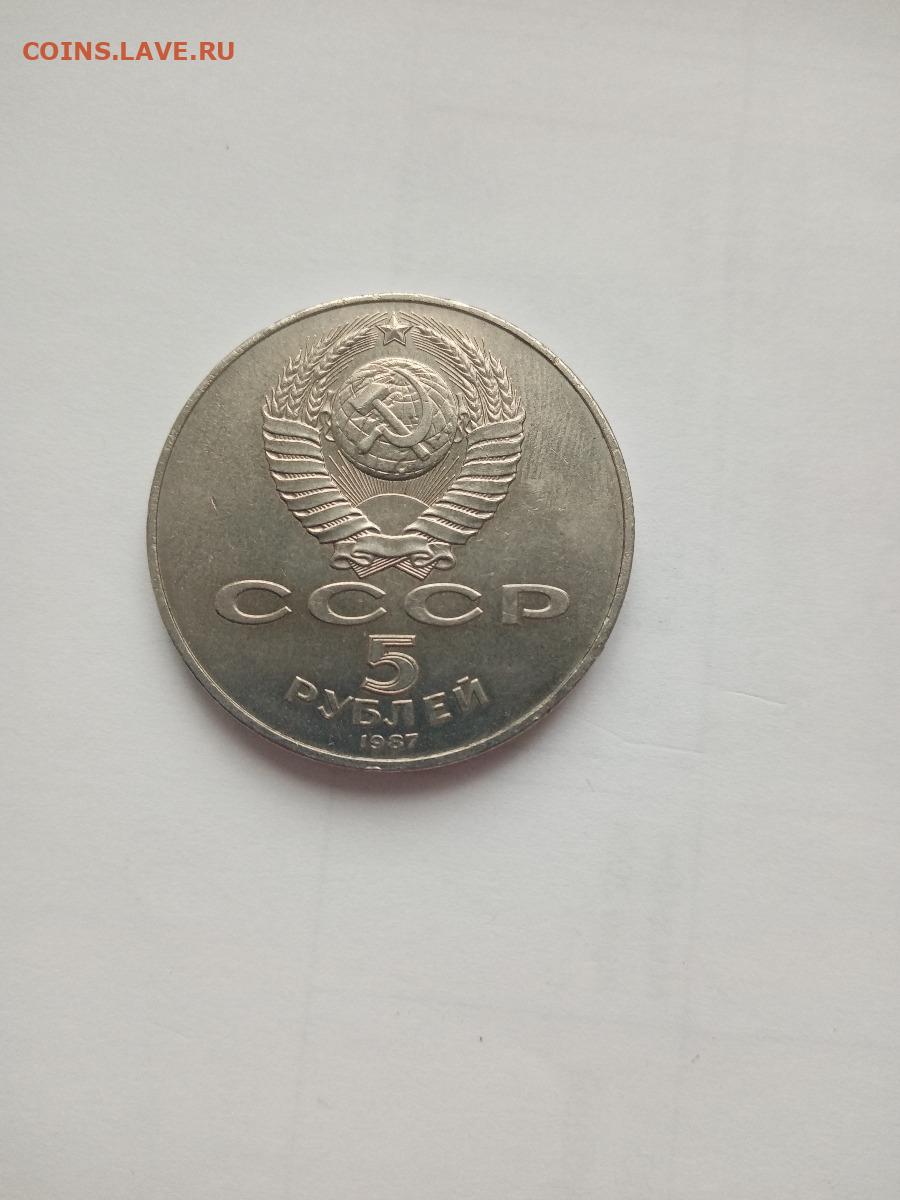 COINS.LAVE.RU
СССР
5
РУБЛЕЙ
1987